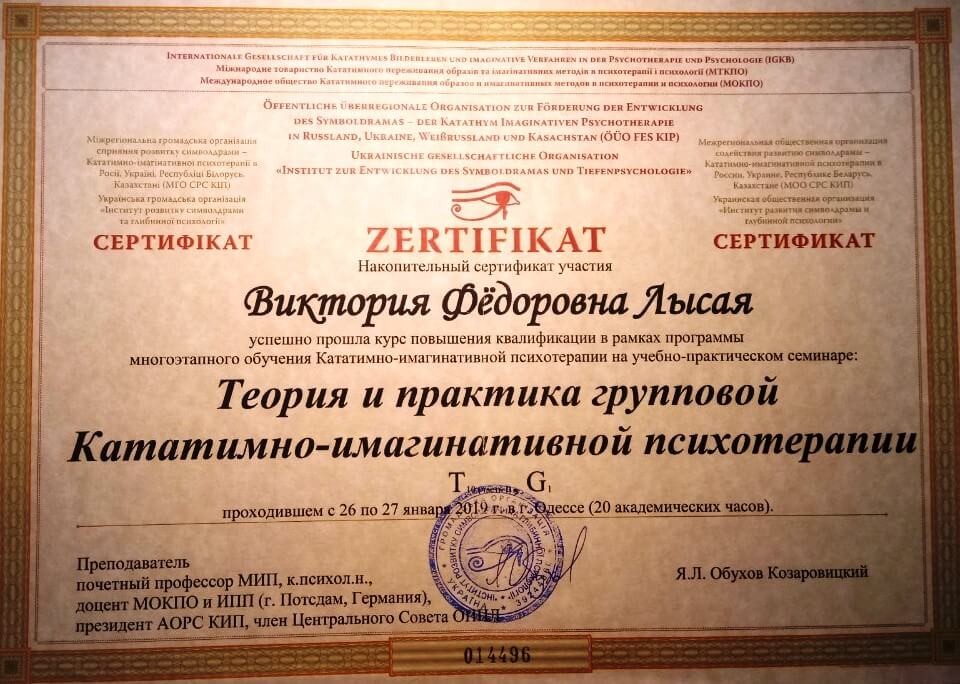 INTERNATIONALE GESELLSCHAFT FÜR KATATHYMES BILDERLEBEN UND IMAGINATIVE VERFAHREN IN DER PSYCHOTHERAPIE UND PSYCHOLOGIE (IGKB)
Міжнародне товариство Кататимного переживання образів та імагінативних методів в психотерапії і психології (МТКПО)
Международное общество Кататимного переживания образов и имагинативных методов в психотерапии и психологии (МОКПО)
ÖFFENTLICHE ÜBERREGIONALE ORGANISATION ZUR FÖRDERUNG DER ENTWICKLUNG
DES SYMBOLDRAMAS – DER KATATHYM IMAGINATIVEN PSYCHOTHERAPIE
IN RUSSLAND, UKRAINE, WEIßRUSSLAND UND KASACHSTAN (ÖÜO FES KIP)
UKRAINISCHE GESELLSCHAFTLICHE ORGANISATION
«INSTITUT ZUR ENTWICKLUNG DES SYMBOLDRAMAS UND TIEFENPSYCHOLOGIE»
Міжрегіональна громадська організація
сприяння розвитку символдрами –
Кататимно-імагінативної психотерапії в
Росії, Україні, Республіці Білорусь,
Казахстані (МГО СРС КІП)
Українська громадська організація
«Інститут розвитку символдрами
та глибинної психології»
СЕРТИФІКАТ
Межрегиональная общественная организация
содействия развитию символдрамы –
Кататимно-имагинативной психотерапии в
России, Украине, Республике Беларусь,
Казахстане (МОО СРС КИП)
Украинская общественная организация
«Институт развития символдрамы и
глубинной психологии»
СЕРТИФИКАТ
ZERTIFIKAT
Накопительный сертификат участия
Виктория Фёдоровна Лысая
успешно прошла курс повышения квалификации в рамках программы
многоэтапного обучения Кататимно-имагинативной психотерапии на учебно-практическом семинаре:
Теория и практика групповой
Кататимно-имагинативной психотерапии
T G1
проходившем с 26 по 27 января 2019 г. в г. Одессе (20 академических часов).
Преподаватель
почетный профессор МИП, к.психол.н.,
доцент МОКПО и ИПП (г. Потсдам, Германия),
президент АОРС КИП, член Центрального Совета ОППЛ
Я.Л. Обухов Козаровицкий
ГРОМАДСЬКА ОРГАНІЗАЦІЯ
УКРАЇНА
014496